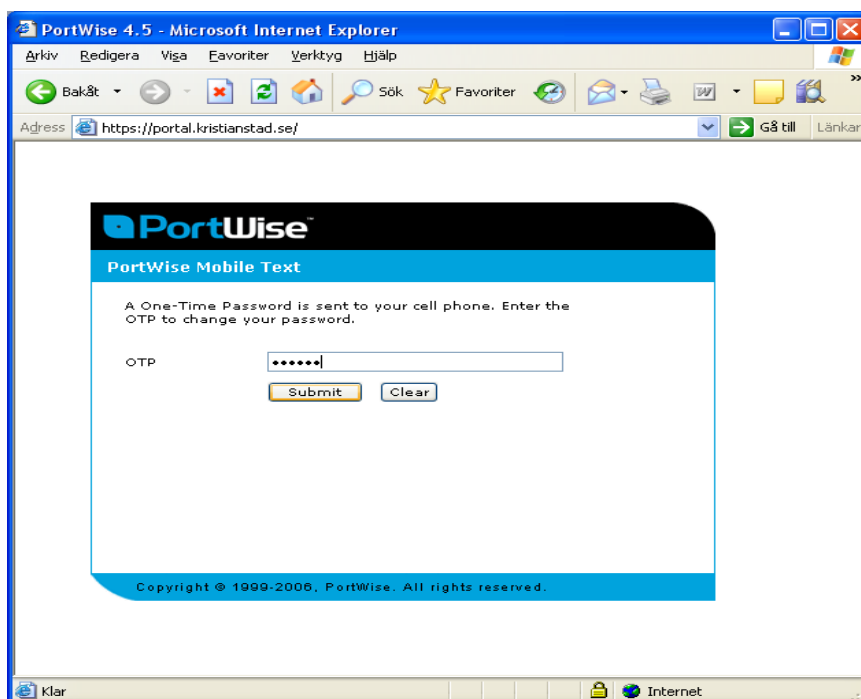 PortWise 4.5 - Microsoft Internet Explorer
Arkiv Redigera Visa Favoriter Verktyg Hjälp
Bakåt Sök Favoriter »
Adress https://portal.kristianstad.se/ Gå till Länkar
PortWise™
PortWise Mobile Text
A One-Time Password is sent to your cell phone. Enter the
OTP to change your password.
OTP ••••••
Submit Clear
Copyright © 1999-2006, PortWise. All rights reserved.
Klar Internet